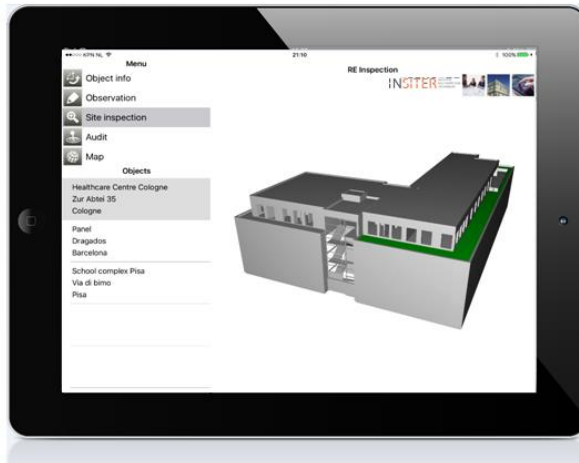 KPN NL
21:10
100%
Menu
RE Inspection
Object info
INSITER
Observation
Site inspection
Audit
Map
Objects
Healthcare Centre Cologne
Zur Abtei 35
Cologne
Panel
Dragados
Barcelona
School complex Pisa
Via di bimo
Pisa